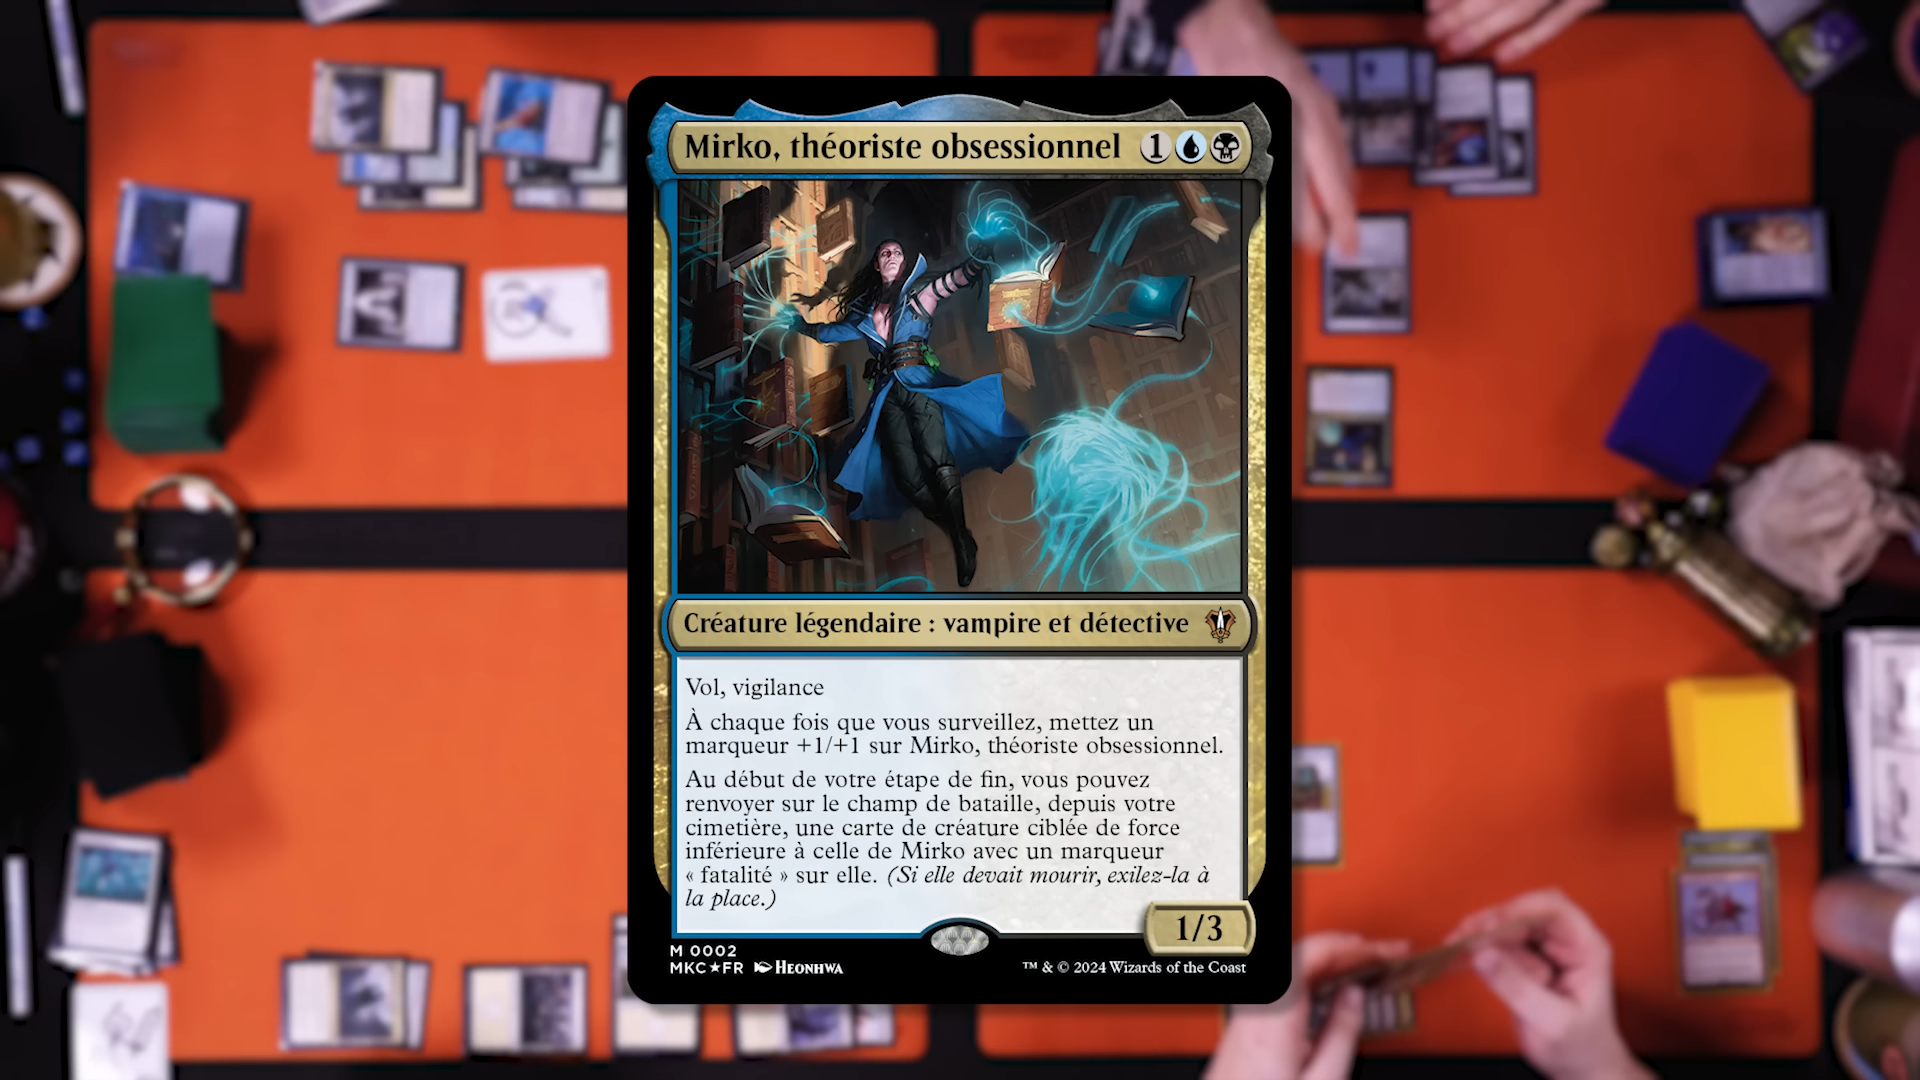 Mirko, théoriste obsessionnel 1
Créature légendaire : vampire et détective
Vol, vigilance
À chaque fois que vous surveillez, mettez un
marqueur +1/+1 sur Mirko, théoriste obsessionnel.
Au début de votre étape de fin, vous pouvez
renvoyer sur le champ de bataille, depuis votre
cimetière, une carte de créature ciblée de force
inférieure à celle de Mirko avec un marqueur
« fatalité » sur elle. (Si elle devait mourir, exilez-la à
la place.)
1/3
M 0002
MKC★FR Heonhwa
™ & © 2024 Wizards of the Coast